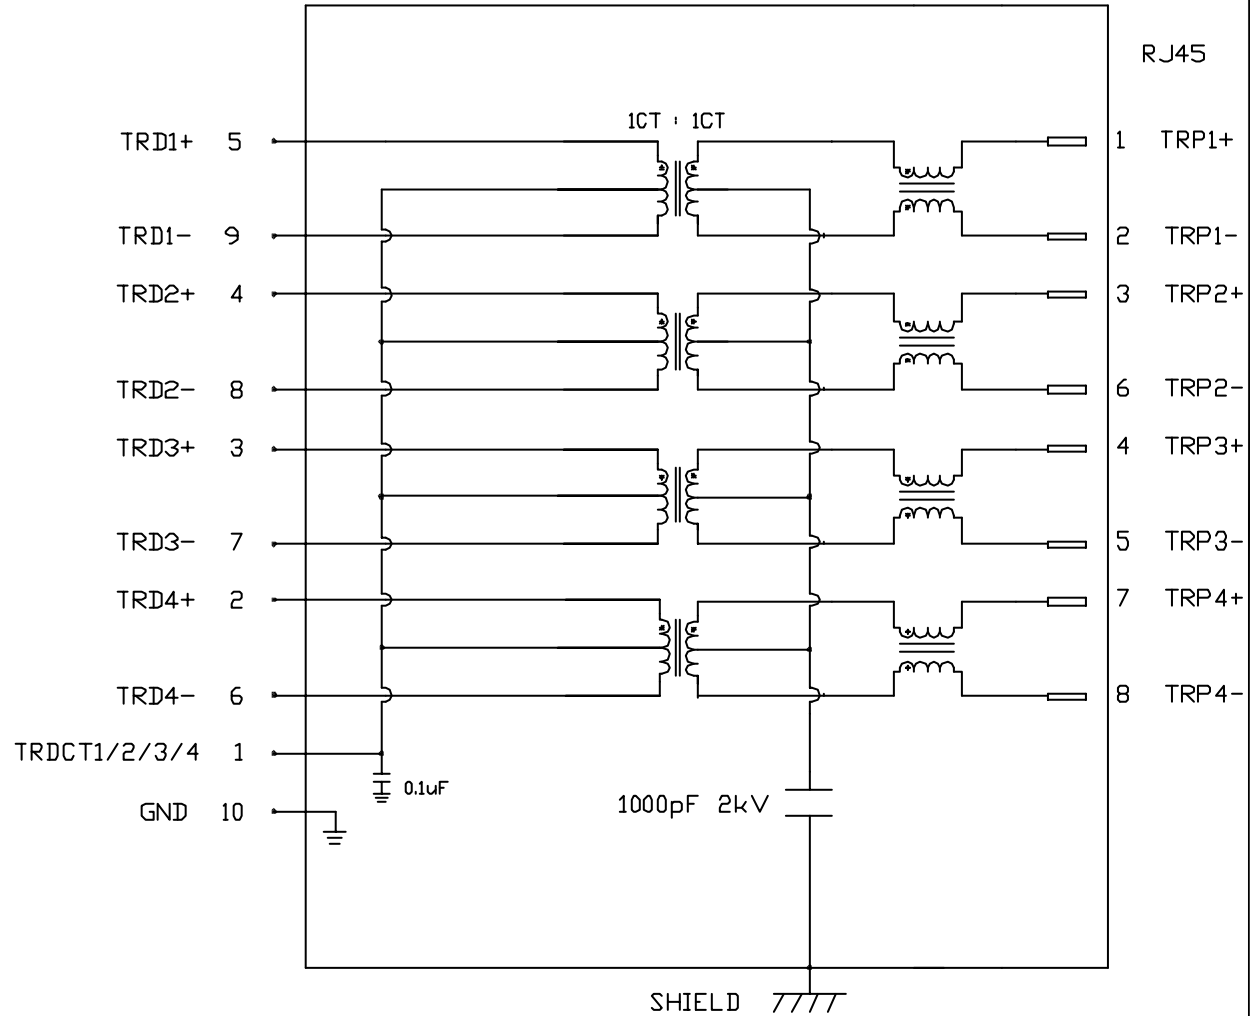 RJ45
1CT : 1CT
TRD1+ 5 1 TRP1+
TRD1- 9 2 TRP1-
TRD2+ 4 3 TRP2+
TRD2- 8 6 TRP2-
TRD3+ 3 4 TRP3+
TRD3- 7 5 TRP3-
TRD4+ 2 7 TRP4+
TRD4- 6 8 TRP4-
TRDCT1/2/3/4 1
0.1uF
1000pF 2kV
GND 10
SHIELD